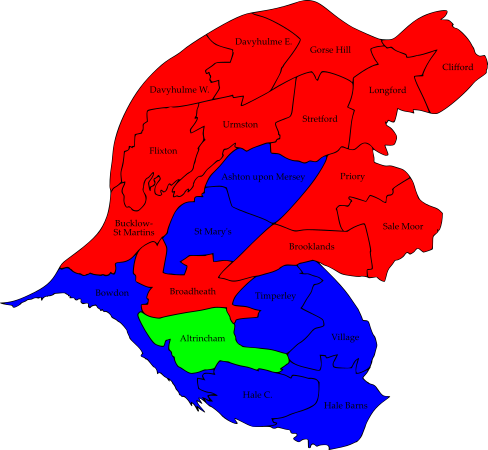 Davyhulme E.
Gorse Hill
Clifford
Davyhulme W.
Longford
Urmston
Stretford
Flixton
Ashton upon Mersey
Priory
Bucklow-
St Martins
St Mary's
Sale Moor
Brooklands
Bowdon
Broadheath
Timperley
Altrincham
Village
Hale C.
Hale Barns